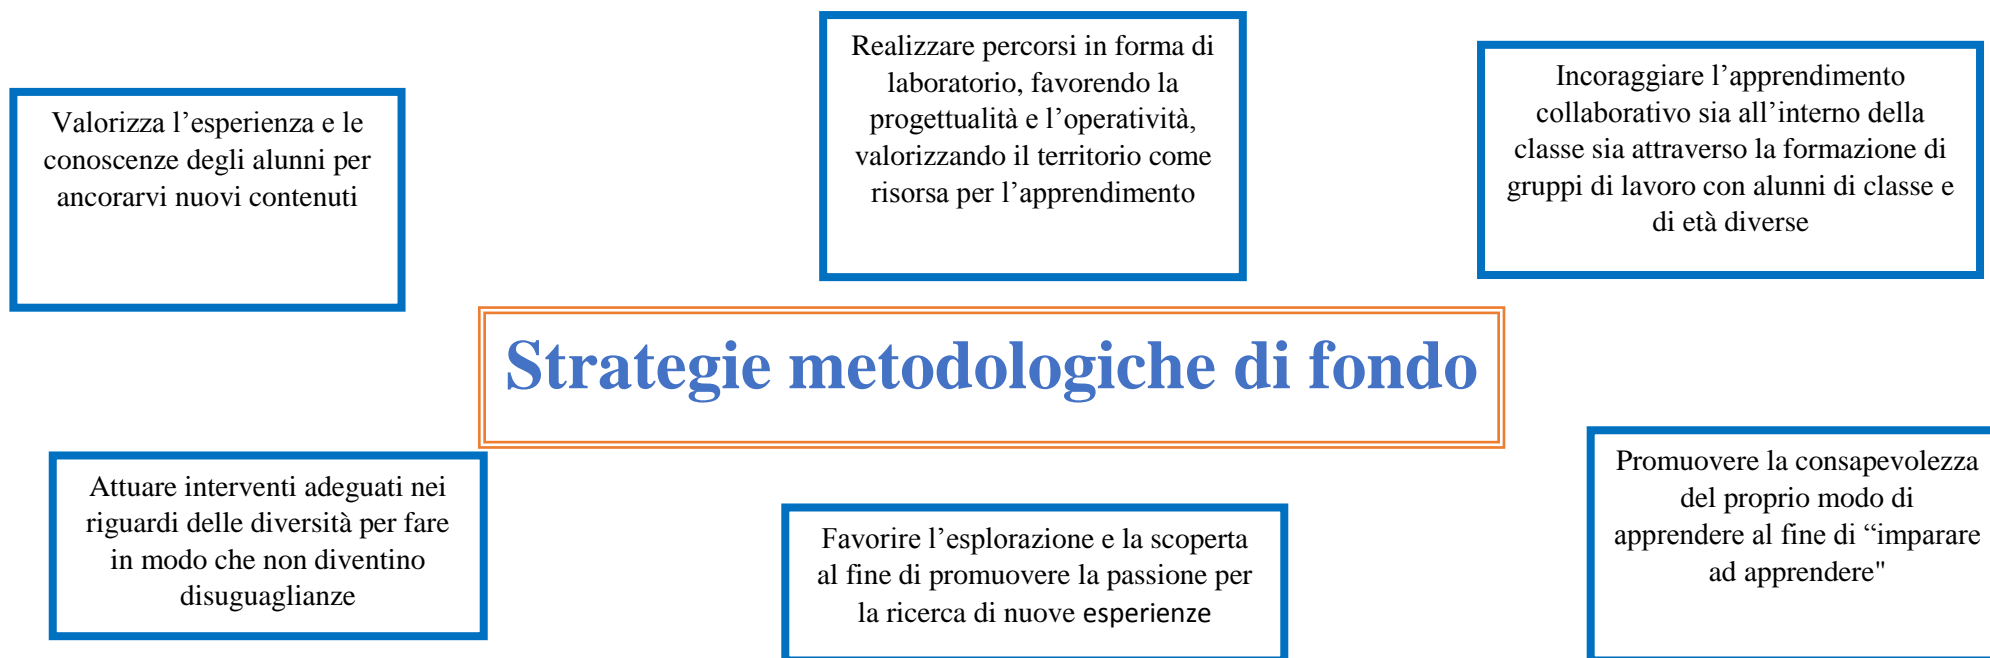 Valorizza l’esperienza e le
conoscenze degli alunni per
ancorarvi nuovi contenuti
Realizzare percorsi in forma di
laboratorio, favorendo la
progettualità e l’operatività,
valorizzando il territorio come
risorsa per l’apprendimento
Incoraggiare l’apprendimento
collaborativo sia all’interno della
classe sia attraverso la formazione di
gruppi di lavoro con alunni di classe e
di età diverse
Strategie metodologiche di fondo
Attuare interventi adeguati nei
riguardi delle diversità per fare
in modo che non diventino
disuguaglianze
Favorire l’esplorazione e la scoperta
al fine di promuovere la passione per
la ricerca di nuove esperienze
Promuovere la consapevolezza
del proprio modo di
apprendere al fine di “imparare
ad apprendere"